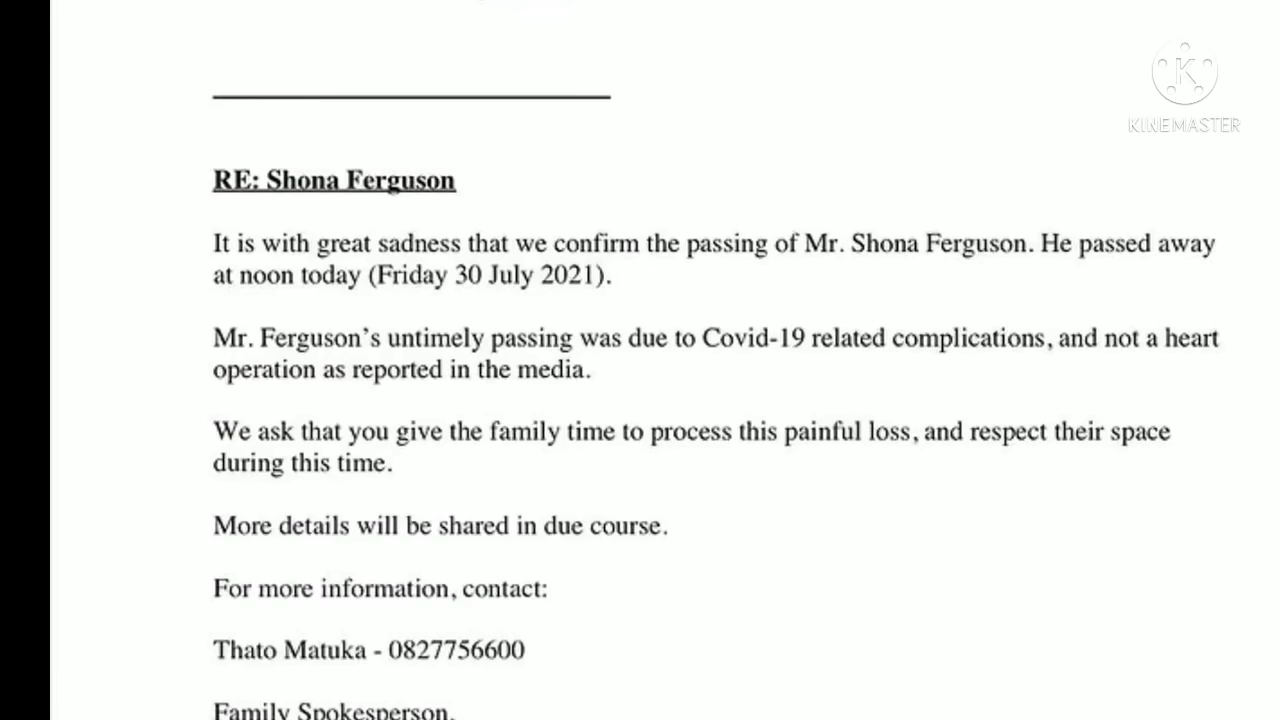 KINEMASTER
RE: Shona Ferguson
It is with great sadness that we confirm the passing of Mr. Shona Ferguson. He passed away
at noon today (Friday 30 July 2021).
Mr. Ferguson's untimely passing was due to Covid-19 related complications, and not a heart
operation as reported in the media.
We ask that you give the family time to process this painful loss, and respect their space
during this time.
More details will be shared in due course.
For more information, contact:
Thato Matuka - 0827756600
Family Spokesperson.